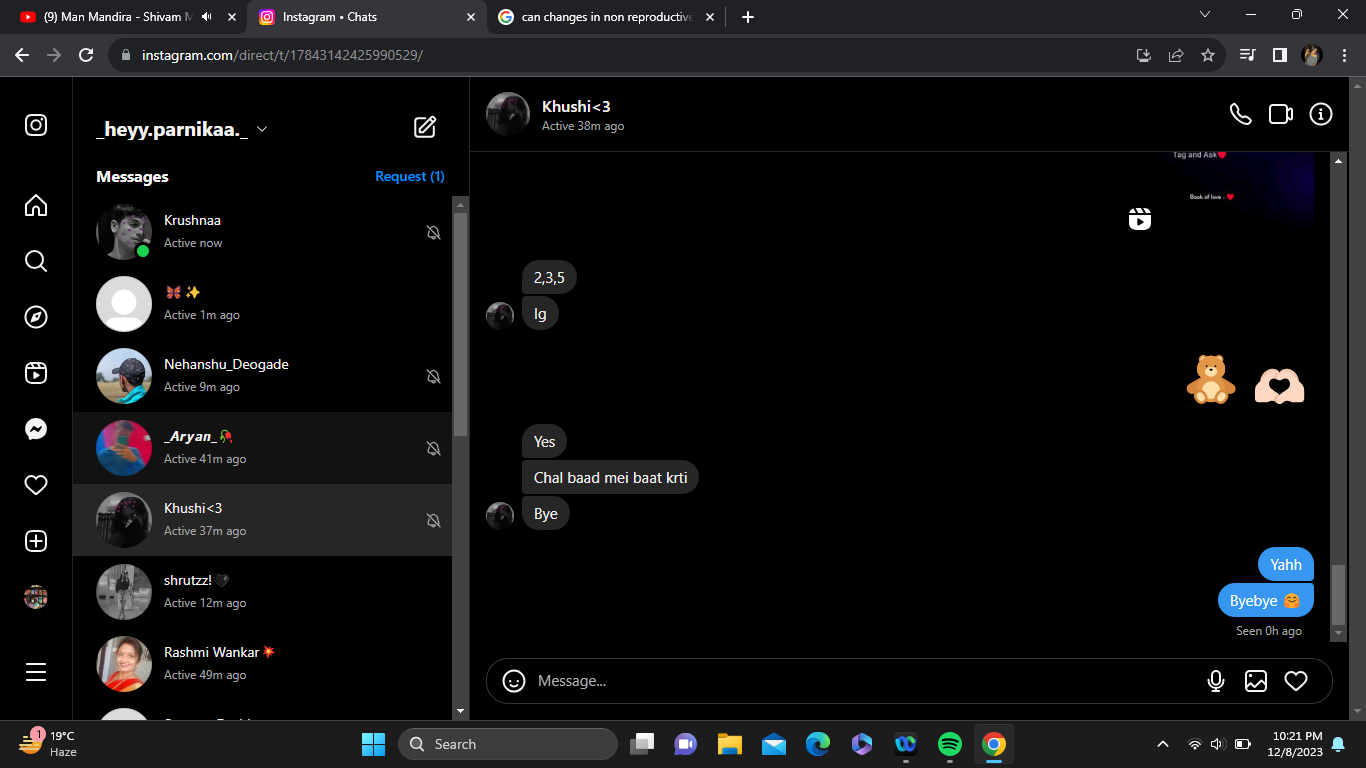 (9) Man Mandira - Shivam M
Instagram • Chats
can changes in non reproductive
instagram.com/direct/t/17843142425990529/
_heyy.parnikaa._
Messages
Request (1)
Krushnaa
Active now
🦋 ✨
Active 1m ago
Nehanshu_Deogade
Active 9m ago
_𝘼𝙧𝙮𝙖𝙣_🥀
Active 41m ago
Khushi<3
Active 37m ago
shrutzz!🖤
Active 12m ago
Rashmi Wankar💥
Active 49m ago
Khushi<3
Active 38m ago
Tag and Ask❤️
Book of love - ❤️
2,3,5
Ig
🧸 🫶🏻
Yes
Chal baad mei baat krti
Bye
Yahh
Byebye 🤗
Seen 0h ago
Message...
1
19°C
Haze
Search
10:21 PM
12/8/2023